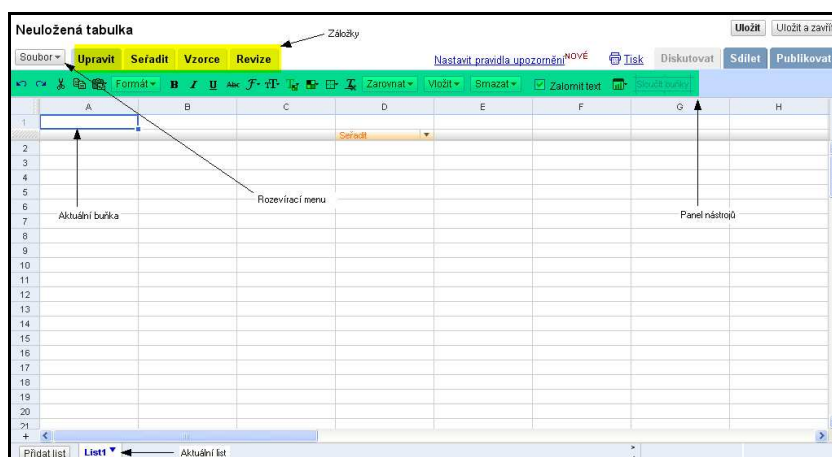 Neuložená tabulka
Záložky
Uložit Uložit a zavřít
Soubor Upravit Seřadit Vzorce Revize Nastavit pravidla upozornění NOVÉ Tisk Diskutovat Sdílet Publikovat
Formát B I U Abc Zarovnat Vložit Smazat Zalomit text Sloučit buňky
A B C D E F G H
1
Seřadit
2
3
4
5
Rozevírací menu
6
Aktuální buňka Panel nástrojů
7
8
9
10
11
12
13
14
15
16
17
18
19
20
21
+
Přidat list List1 Aktuální list